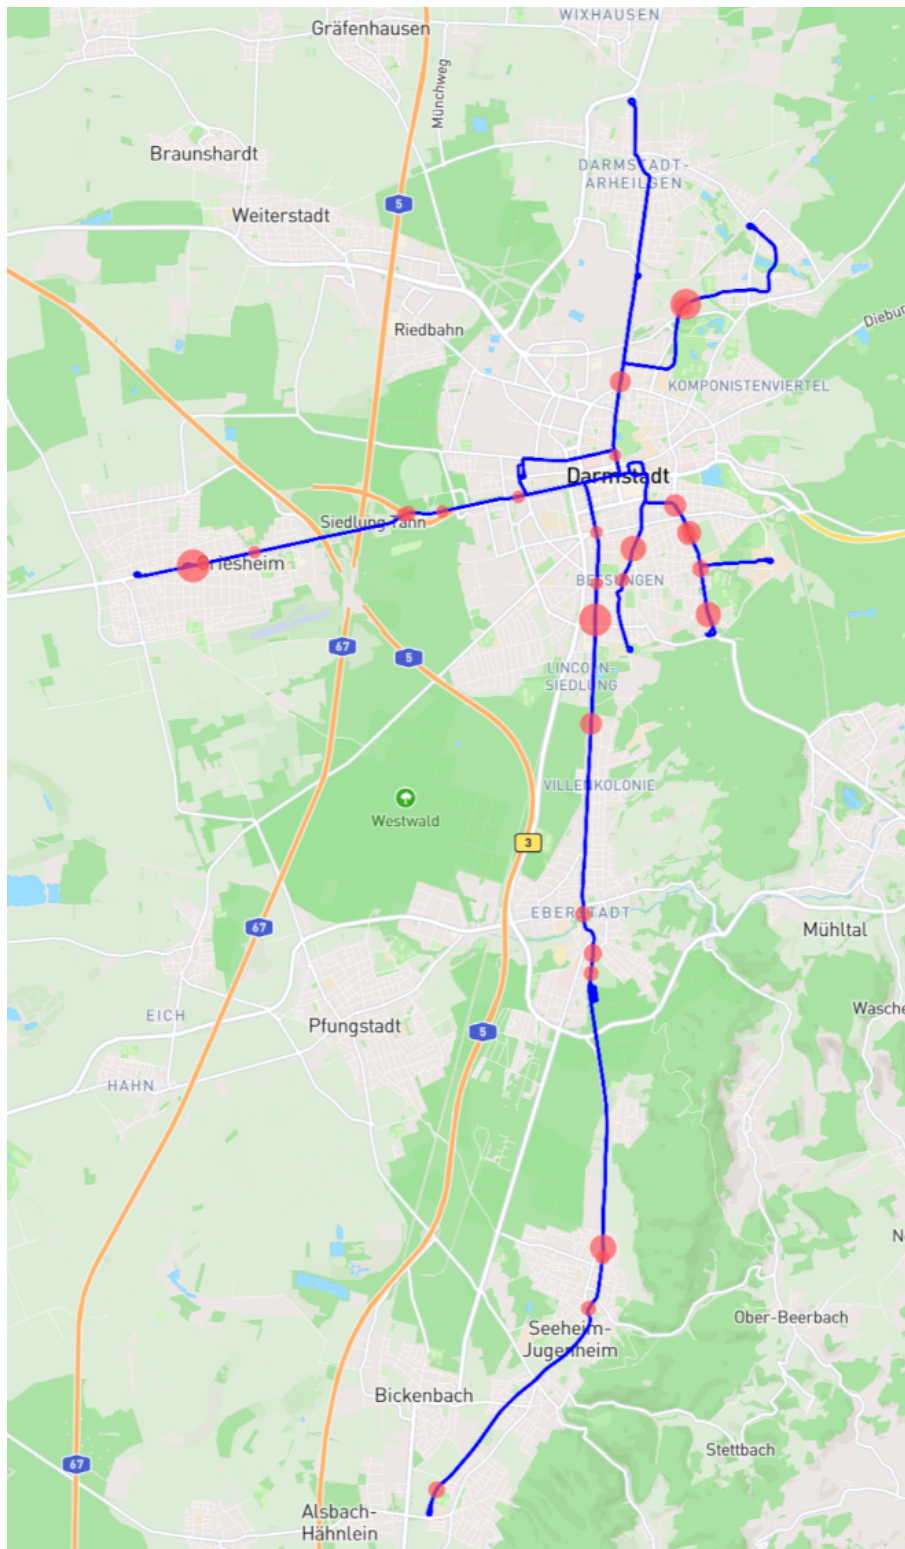 WIXHAUSEN
Gräfenhausen
Münchweg
Braunshardt
DARMSTADT-
ARHEILGEN
5
Weiterstadt
Riedbahn
KOMPONISTENVIERTEL
Darmstadt
Siedlung Tann
Griesheim
BESSUNGEN
67
5
LINCOLN-
SIEDLUNG
VILLENKOLONIE
Westwald
3
EBERSTADT
67
Mühltal
EICH
Pfungstadt
5
HAHN
Ober-Beerbach
Seeheim-
Jugenheim
Bickenbach
67
Stettbach
Alsbach-
Hähnlein